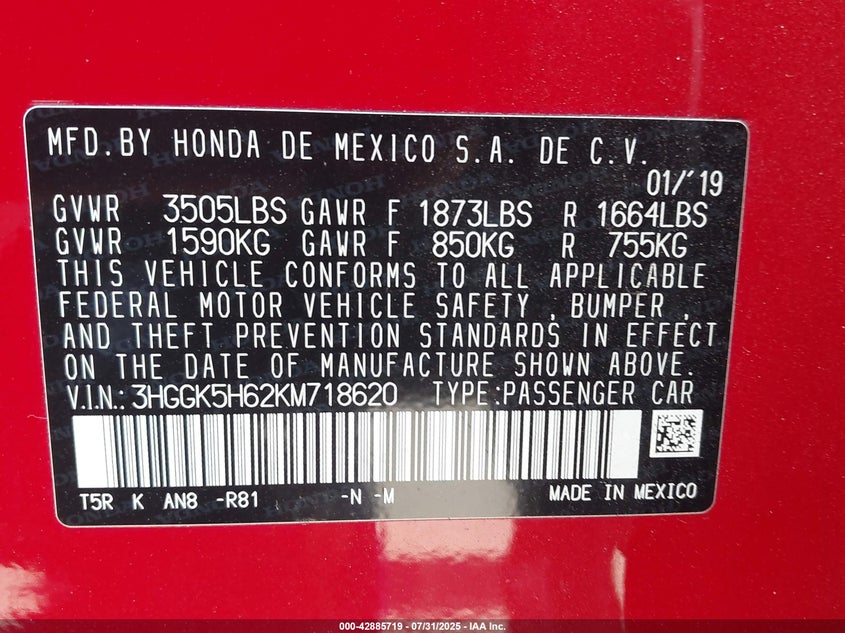 MFD.BY HONDA DE MEXICO S.A. DE C.V.
01/'19
GVWR 3505LBS GAWR F 1873LBS R 1664LBS
GVWR 1590KG GAWR F 850KG R 755KG
THIS VEHICLE CONFORMS TO ALL APPLICABLE
FEDERAL MOTOR VEHICLE SAFETY , BUMPER ,
AND THEFT PREVENTION STANDARDS IN EFFECT
ON THE DATE OF MANUFACTURE SHOWN ABOVE.
V.I.N.: 3HGGK5H62KM718620 TYPE:PASSENGER CAR
T5R K AN8 -R81 -N -M MADE IN MEXICO
000-42885719 - 07/31/2025 - IAA Inc.